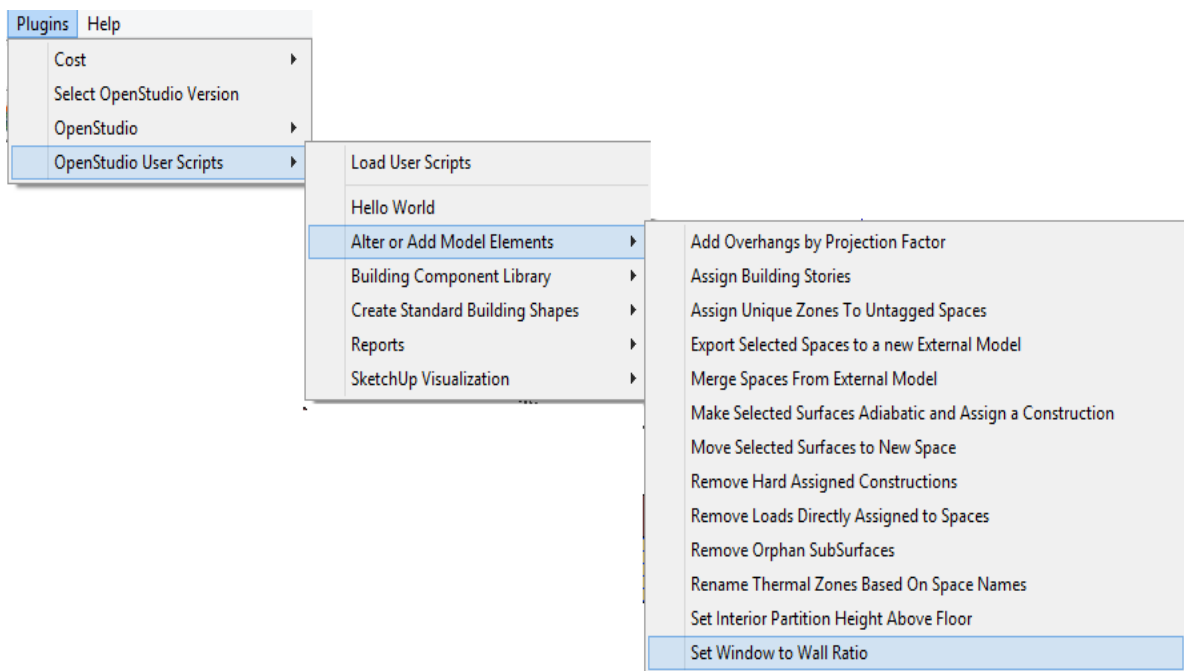 Plugins Help
Cost
Select OpenStudio Version
OpenStudio
OpenStudio User Scripts
Load User Scripts
Hello World
Alter or Add Model Elements
Building Component Library
Create Standard Building Shapes
Reports
SketchUp Visualization
Add Overhangs by Projection Factor
Assign Building Stories
Assign Unique Zones To Untagged Spaces
Export Selected Spaces to a new External Model
Merge Spaces From External Model
Make Selected Surfaces Adiabatic and Assign a Construction
Move Selected Surfaces to New Space
Remove Hard Assigned Constructions
Remove Loads Directly Assigned to Spaces
Remove Orphan SubSurfaces
Rename Thermal Zones Based On Space Names
Set Interior Partition Height Above Floor
Set Window to Wall Ratio